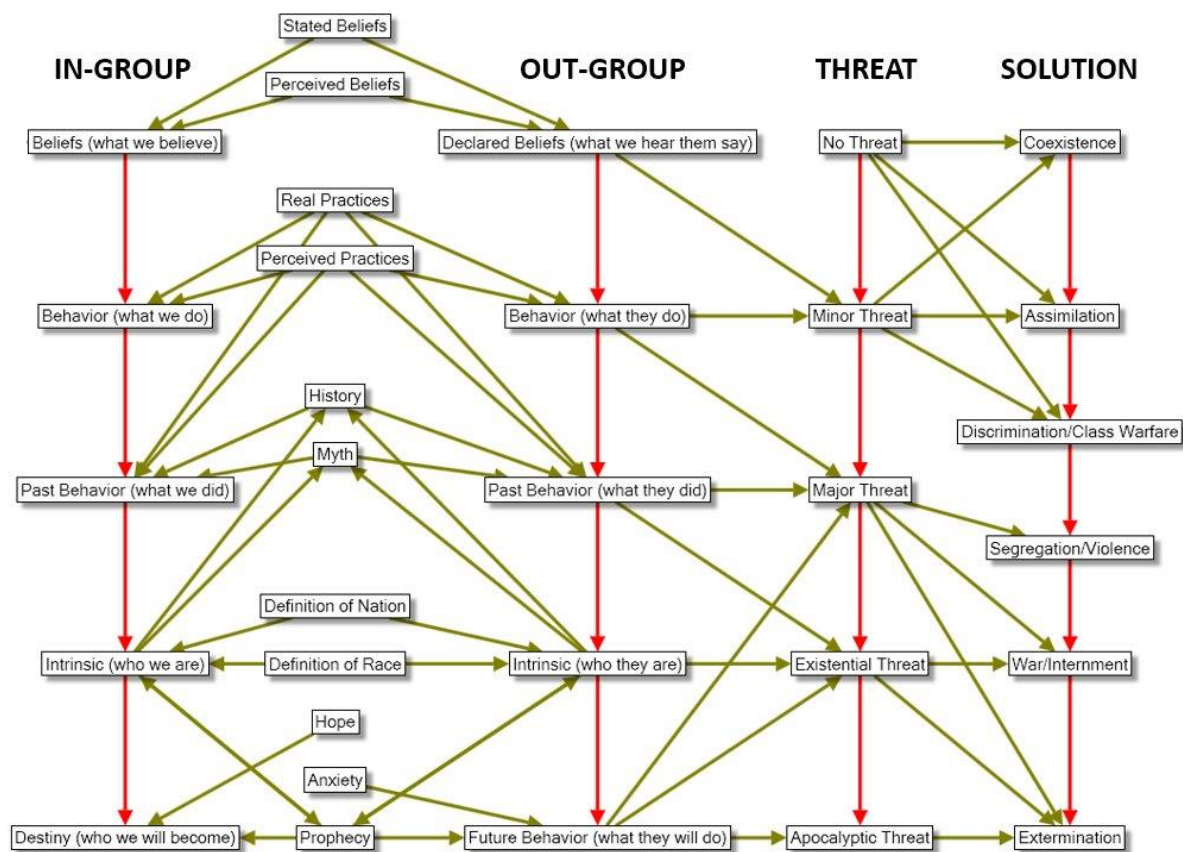 Stated Beliefs
IN-GROUP
OUT-GROUP
THREAT
SOLUTION
Perceived Beliefs
Beliefs (what we believe)
Declared Beliefs (what we hear them say)
No Threat
Coexistence
Real Practices
Perceived Practices
Behavior (what we do)
Behavior (what they do)
Minor Threat
Assimilation
History
Discrimination/Class Warfare
Myth
Past Behavior (what we did)
Past Behavior (what they did)
Major Threat
Segregation/Violence
Definition of Nation
Intrinsic (who we are)
Definition of Race
Intrinsic (who they are)
Existential Threat
War/Internment
Hope
Anxiety
Destiny (who we will become)
Prophecy
Future Behavior (what they will do)
Apocalyptic Threat
Extermination